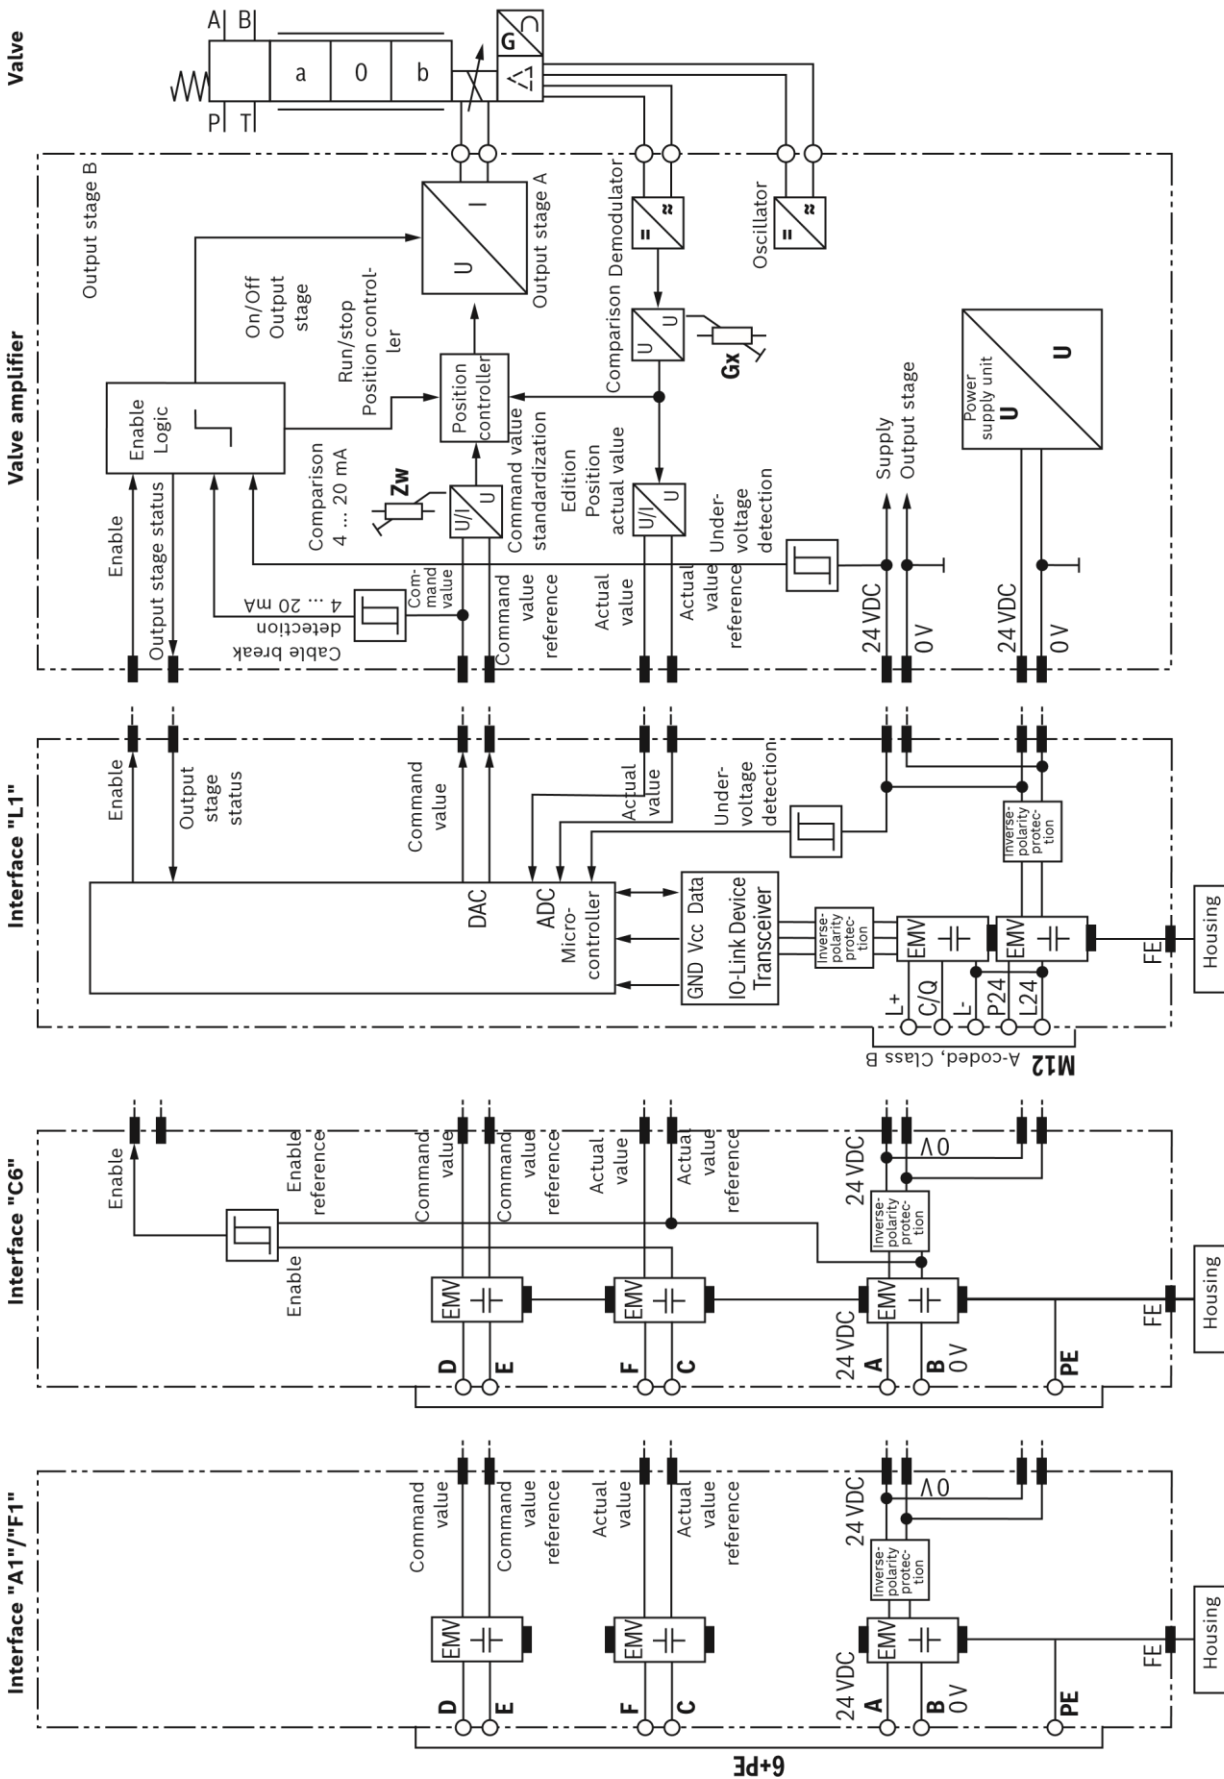 Valve
A
B
P
T
a
0
b
G
Valve amplifier
Output stage B
On/Off
Output
stage
Run/stop
Position control-
ler
Enable
Logic
Enable
Output stage status
Comparison
4 ... 20 mA
Cable break
detection
4 ... 20 mA
Com-
mand
value
Zw
U/I
U
Position
controller
Command value
standardization
Command
value
reference
U
I
Output stage A
Comparison Demodulator
=
≈
U
U
Gx
Oscillator
=
≈
Edition
Position
actual value
U/I
U
Actual
value
Actual
value
reference
Under-
voltage
detection
Supply
Output stage
24 VDC
0 V
24 VDC
0 V
Power
supply unit
U
U
Interface "L1"
Enable
Output
stage
status
Command
value
Actual
value
Under-
voltage
detection
DAC
ADC
Micro-
controller
GND Vcc Data
IO-Link Device
Transceiver
Inverse-
polarity
protec-
tion
Inverse-
polarity
protec-
tion
EMV
EMV
L+
C/Q
L-
P24
L24
M12 A-coded, Class B
FE
Housing
Interface "C6"
Enable
Enable
reference
Enable
Command
value
Command
value
reference
Actual
value
Actual
value
reference
24 VDC
0 V
Inverse-
polarity
protec-
tion
EMV
EMV
EMV
D
E
F
C
24 VDC
A
B
0 V
PE
FE
Housing
Interface "A1"/"F1"
Command
value
Command
value
reference
Actual
value
Actual
value
reference
24 VDC
0 V
Inverse-
polarity
protec-
tion
EMV
EMV
EMV
D
E
F
C
24 VDC
A
B
0 V
PE
FE
Housing
6+PE